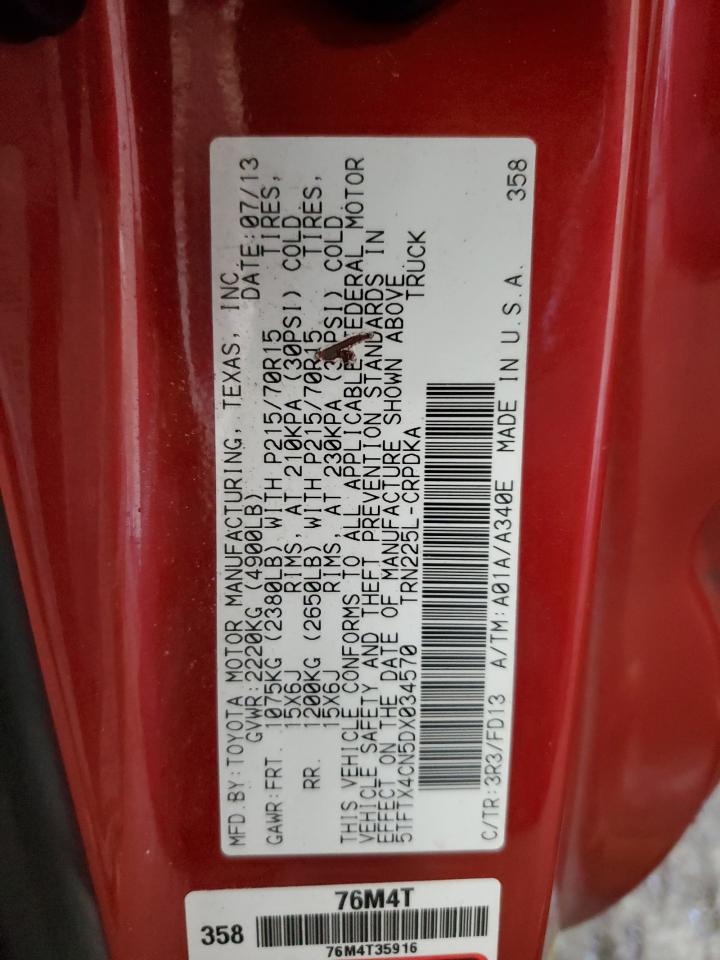 MFD.BY:TOYOTA MOTOR MANUFACTURING, TEXAS, INC.
GVWR:2220KG (4900LB) DATE:07/13
GAWR:FRT. 1075KG (2380LB) WITH P215/70R15 TIRES,
15X6J RIMS, AT 210KPA (30PSI) COLD
RR. 1200KG (2650LB) WITH P215/70R15 TIRES,
15X6J RIMS, AT 230KPA PSI) COLD
THIS VEHICLE CONFORMS TO ALL APPLICABLE FEDERAL MOTOR
VEHICLE SAFETY AND THEFT PREVENTION STANDARDS IN
EFFECT ON THE DATE OF MANUFACTURE SHOWN ABOVE
5TFTX4CN5DX034570 TRN225L-CRPDKA TRUCK
C/TR:3R3/FD13 A/TM:A01A/A340E MADE IN U.S.A. 358
76M4T
358
76M4T35916